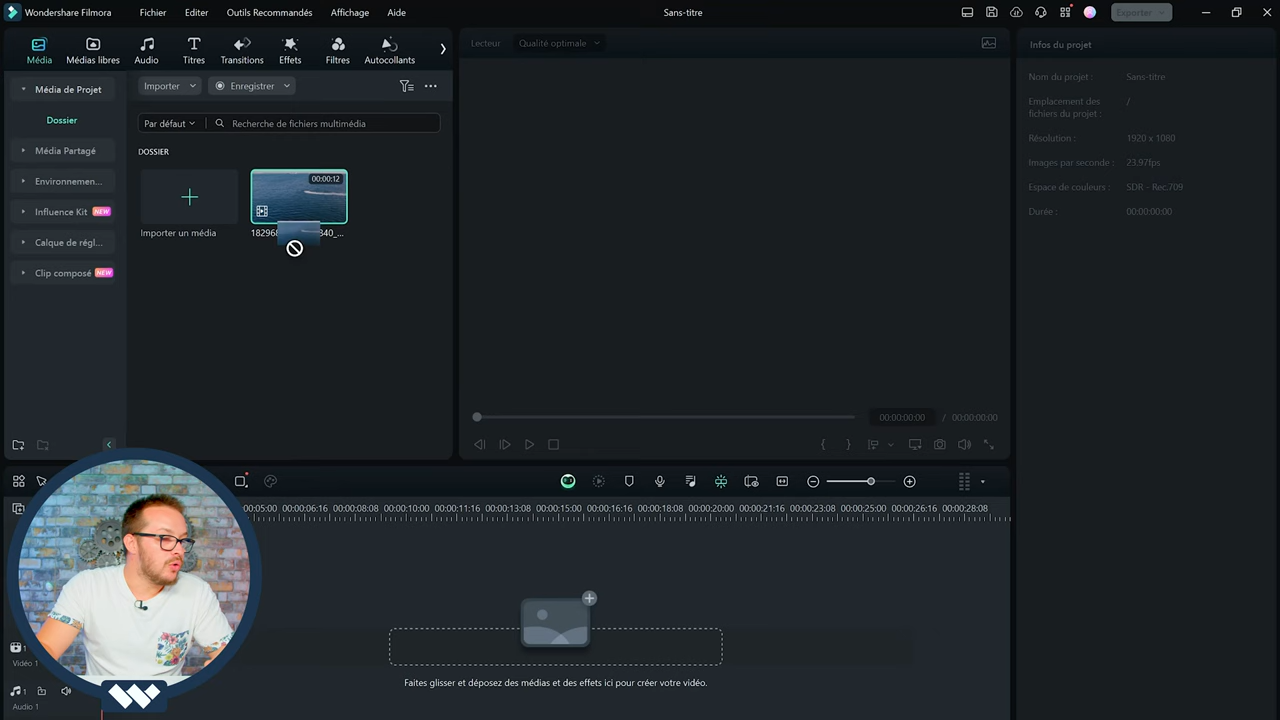 Wondershare Filmora
Fichier
Editer
Outils Recommandés
Affichage
Aide
Sans-titre
Exporter
Média
Médias libres
Audio
Titres
Transitions
Effets
Filtres
Autocollants
Lecteur
Qualité optimale
Infos du projet
Média de Projet
Dossier
Média Partagé
Environnemen...
Influence Kit NEW
Calque de régl...
Clip composé NEW
Importer
Enregistrer
Par défaut
Recherche de fichiers multimédia
DOSSIER
Importer un média
00:00:12
Nom du projet :
Sans-titre
Emplacement des
fichiers du projet :
/
Résolution :
1920 x 1080
Images par seconde :
23.97fps
Espace de couleurs :
SDR - Rec.709
Durée :
00:00:00:00
00:00:00:00 / 00:00:00:00
00:00:06:16
00:00:08:08
00:00:10:00
00:00:11:16
00:00:13:08
00:00:15:00
00:00:16:16
00:00:18:08
00:00:20:00
00:00:21:16
00:00:23:08
00:00:25:00
00:00:26:16
00:00:28:08
Faites glisser et déposez des médias et des effets ici pour créer votre vidéo.
1
Vidéo 1
1
Audio 1